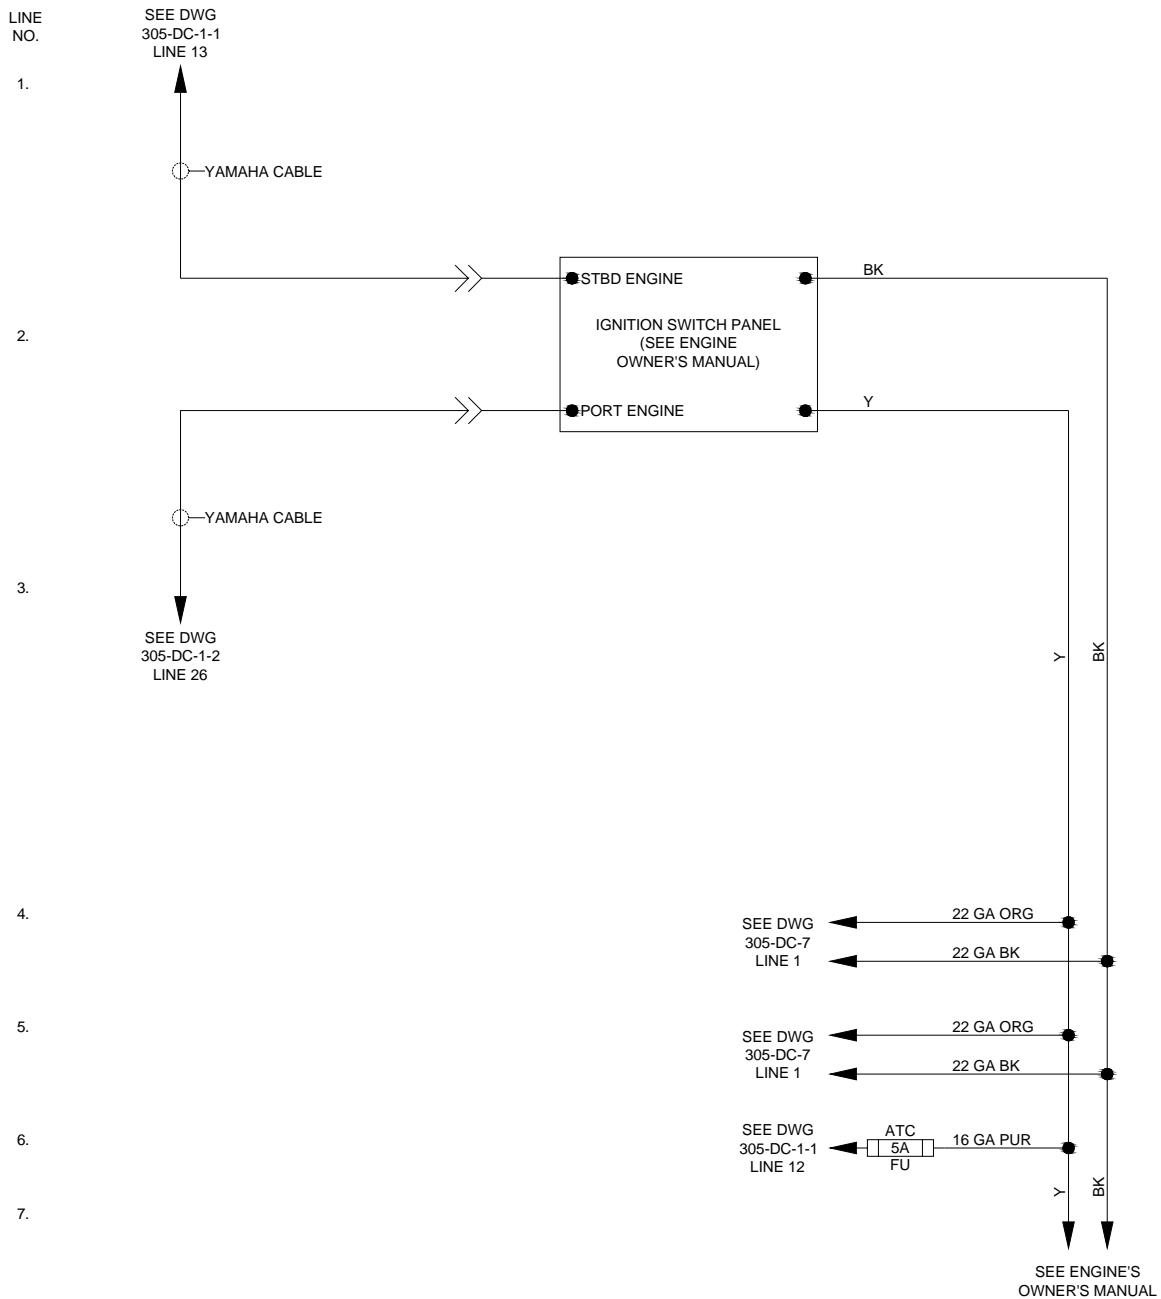 LINE
NO.
SEE DWG
305-DC-1-1
LINE 13
1.
YAMAHA CABLE
STBD ENGINE
BK
IGNITION SWITCH PANEL
(SEE ENGINE
OWNER'S MANUAL)
2.
PORT ENGINE
Y
YAMAHA CABLE
3.
SEE DWG
305-DC-1-2
LINE 26
Y
BK
4.
SEE DWG
305-DC-7
LINE 1
22 GA ORG
22 GA BK
5.
SEE DWG
305-DC-7
LINE 1
22 GA ORG
22 GA BK
6.
SEE DWG
305-DC-1-1
LINE 12
ATC
5A
FU
16 GA PUR
Y
BK
7.
SEE ENGINE'S
OWNER'S MANUAL